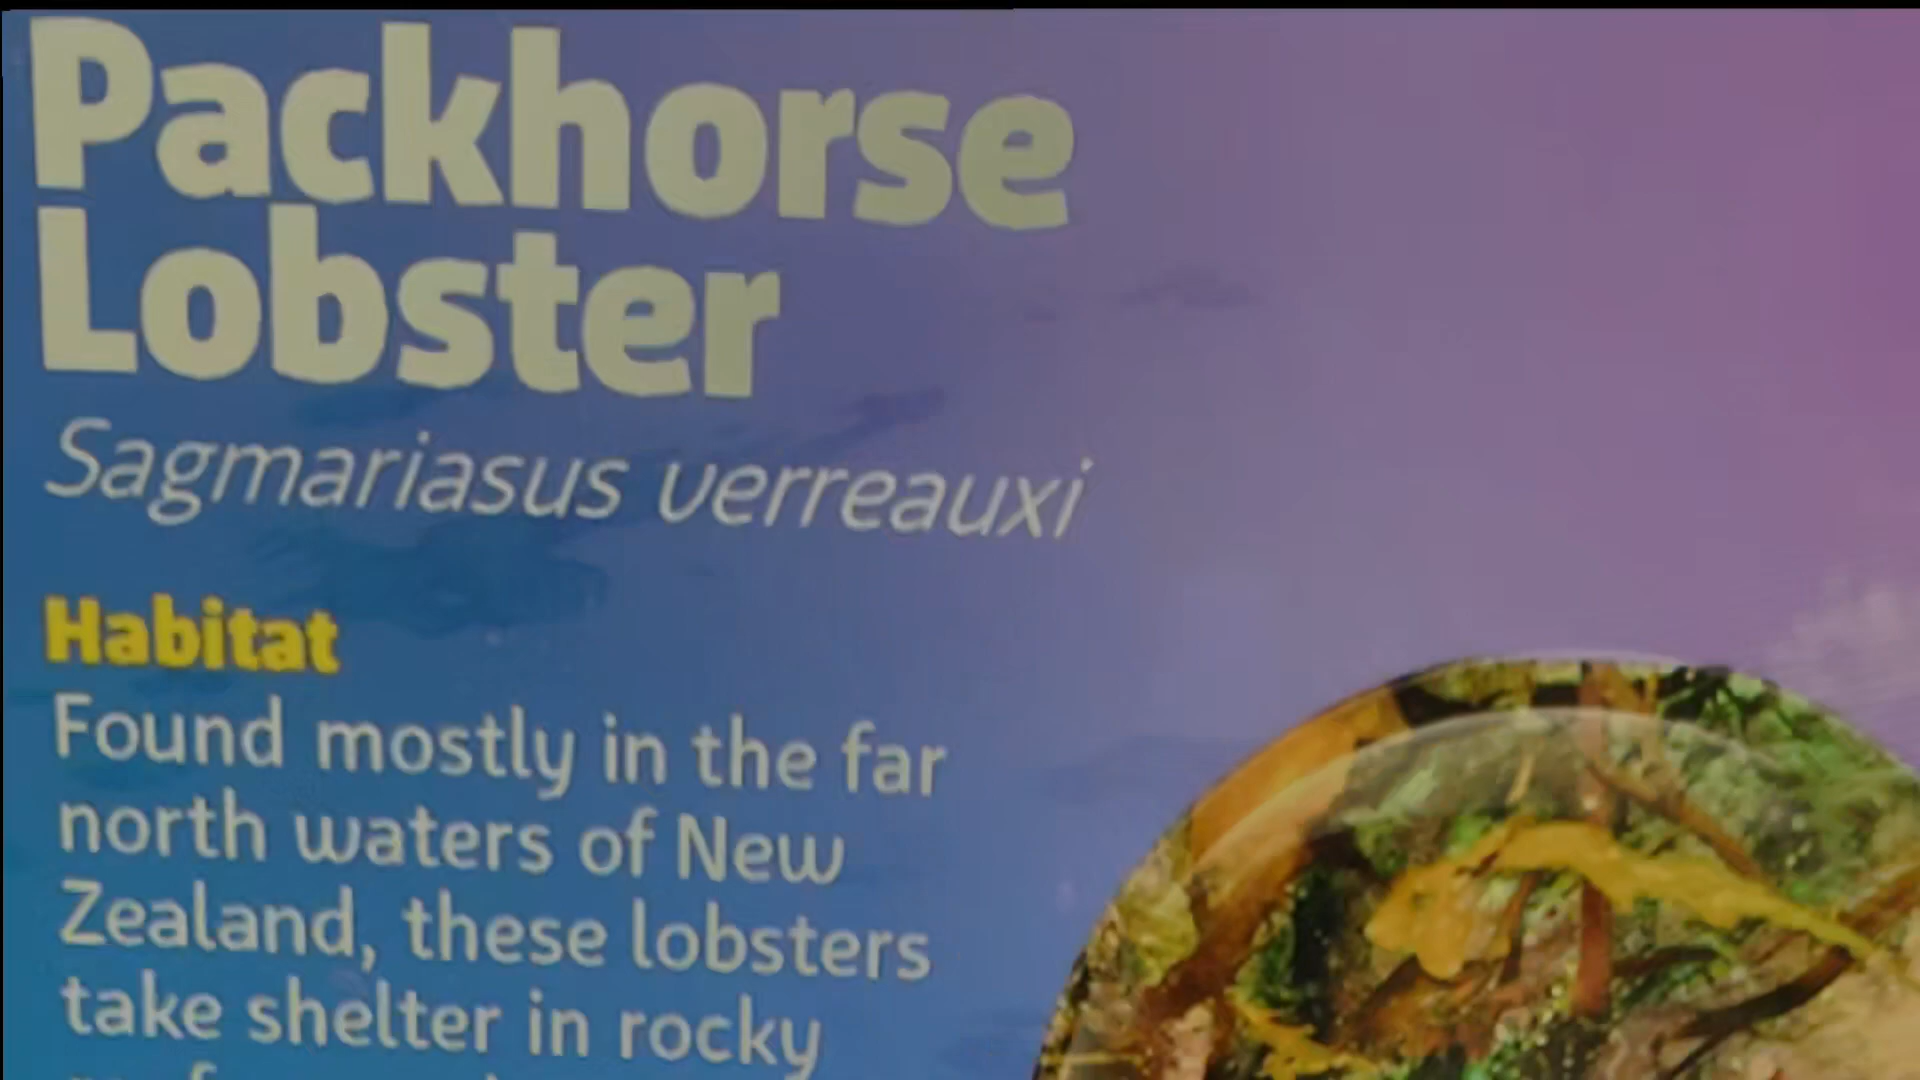 Packhorse
Lobster
Sagmariasus verreauxi
Habitat
Found mostly in the far
north waters of New
Zealand, these lobsters
take shelter in rocky